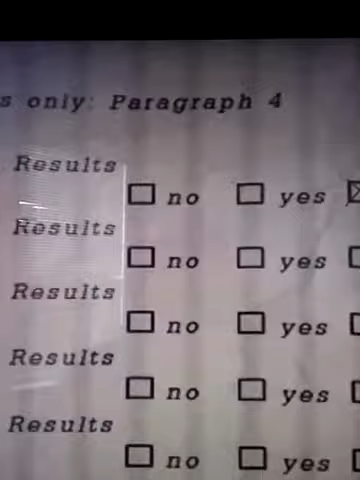 s only: Paragraph 4
Results
no yes
Results
no yes
Results
no yes
Results
no yes
Results
no yes